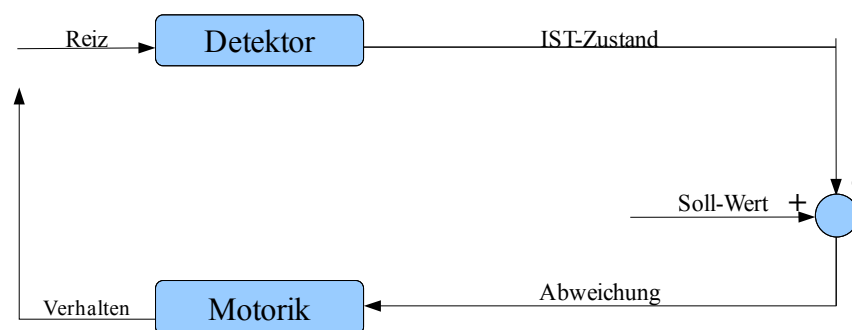 Reiz
Detektor
IST-Zustand
Soll-Wert +
Abweichung
Verhalten
Motorik